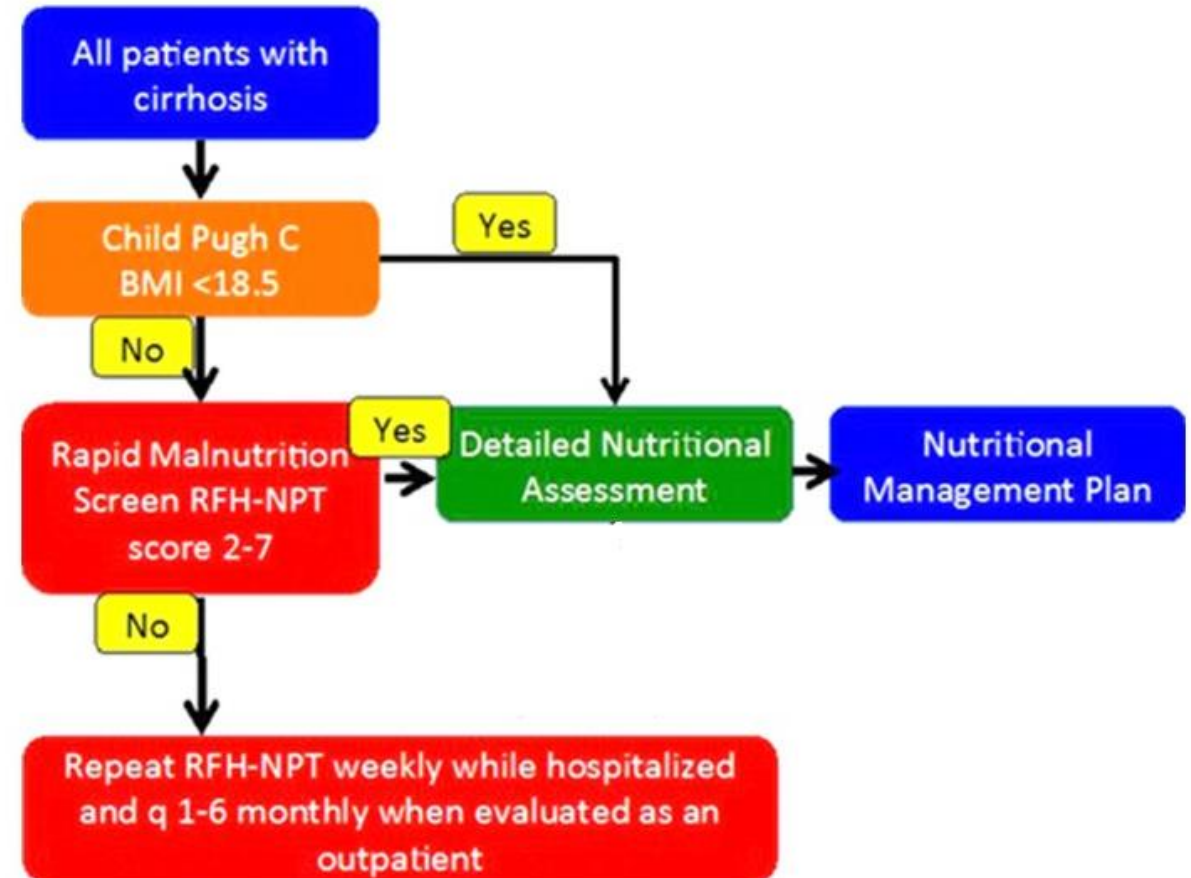 All patients with
cirrhosis
Child Pugh C
BMI <18.5
Yes
No
Rapid Malnutrition
Screen RFH-NPT
score 2-7
Yes
Detailed Nutritional
Assessment
Nutritional
Management Plan
No
Repeat RFH-NPT weekly while hospitalized
and q 1-6 monthly when evaluated as an
outpatient